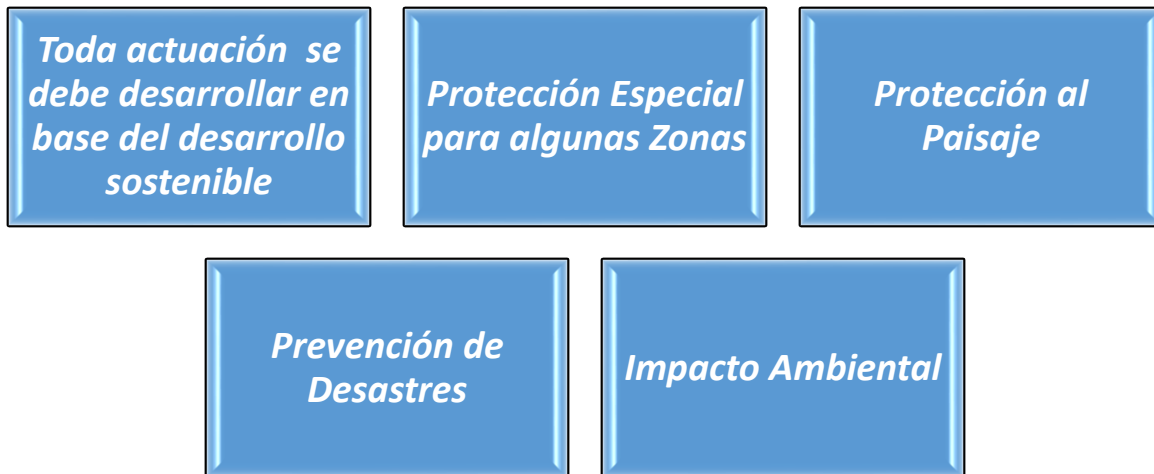 Toda actuación se
debe desarrollar en
base del desarrollo
sostenible
Protección Especial
para algunas Zonas
Protección al
Paisaje
Prevención de
Desastres
Impacto Ambiental